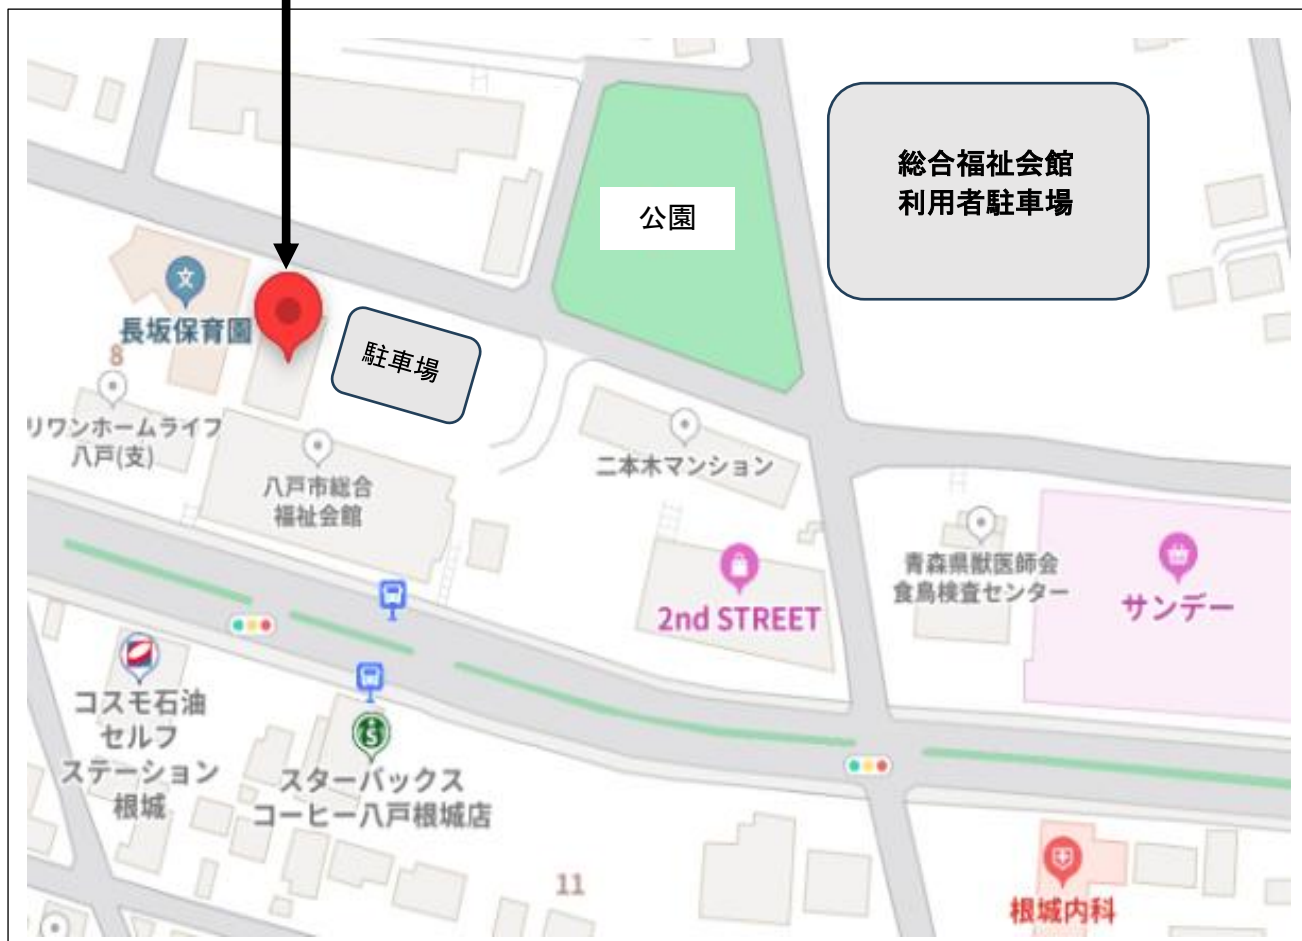 総合福祉会館
利用者駐車場
公園
文
長坂保育園
8
駐車場
リワンホームライフ
八戸(支)
八戸市総合
福祉会館
二本木マンション
青森県獣医師会
食鳥検査センター
2nd STREET
サンデー
コスモ石油
セルフ
ステーション
根城
スターバックス
コーヒー八戸根城店
11
根城内科